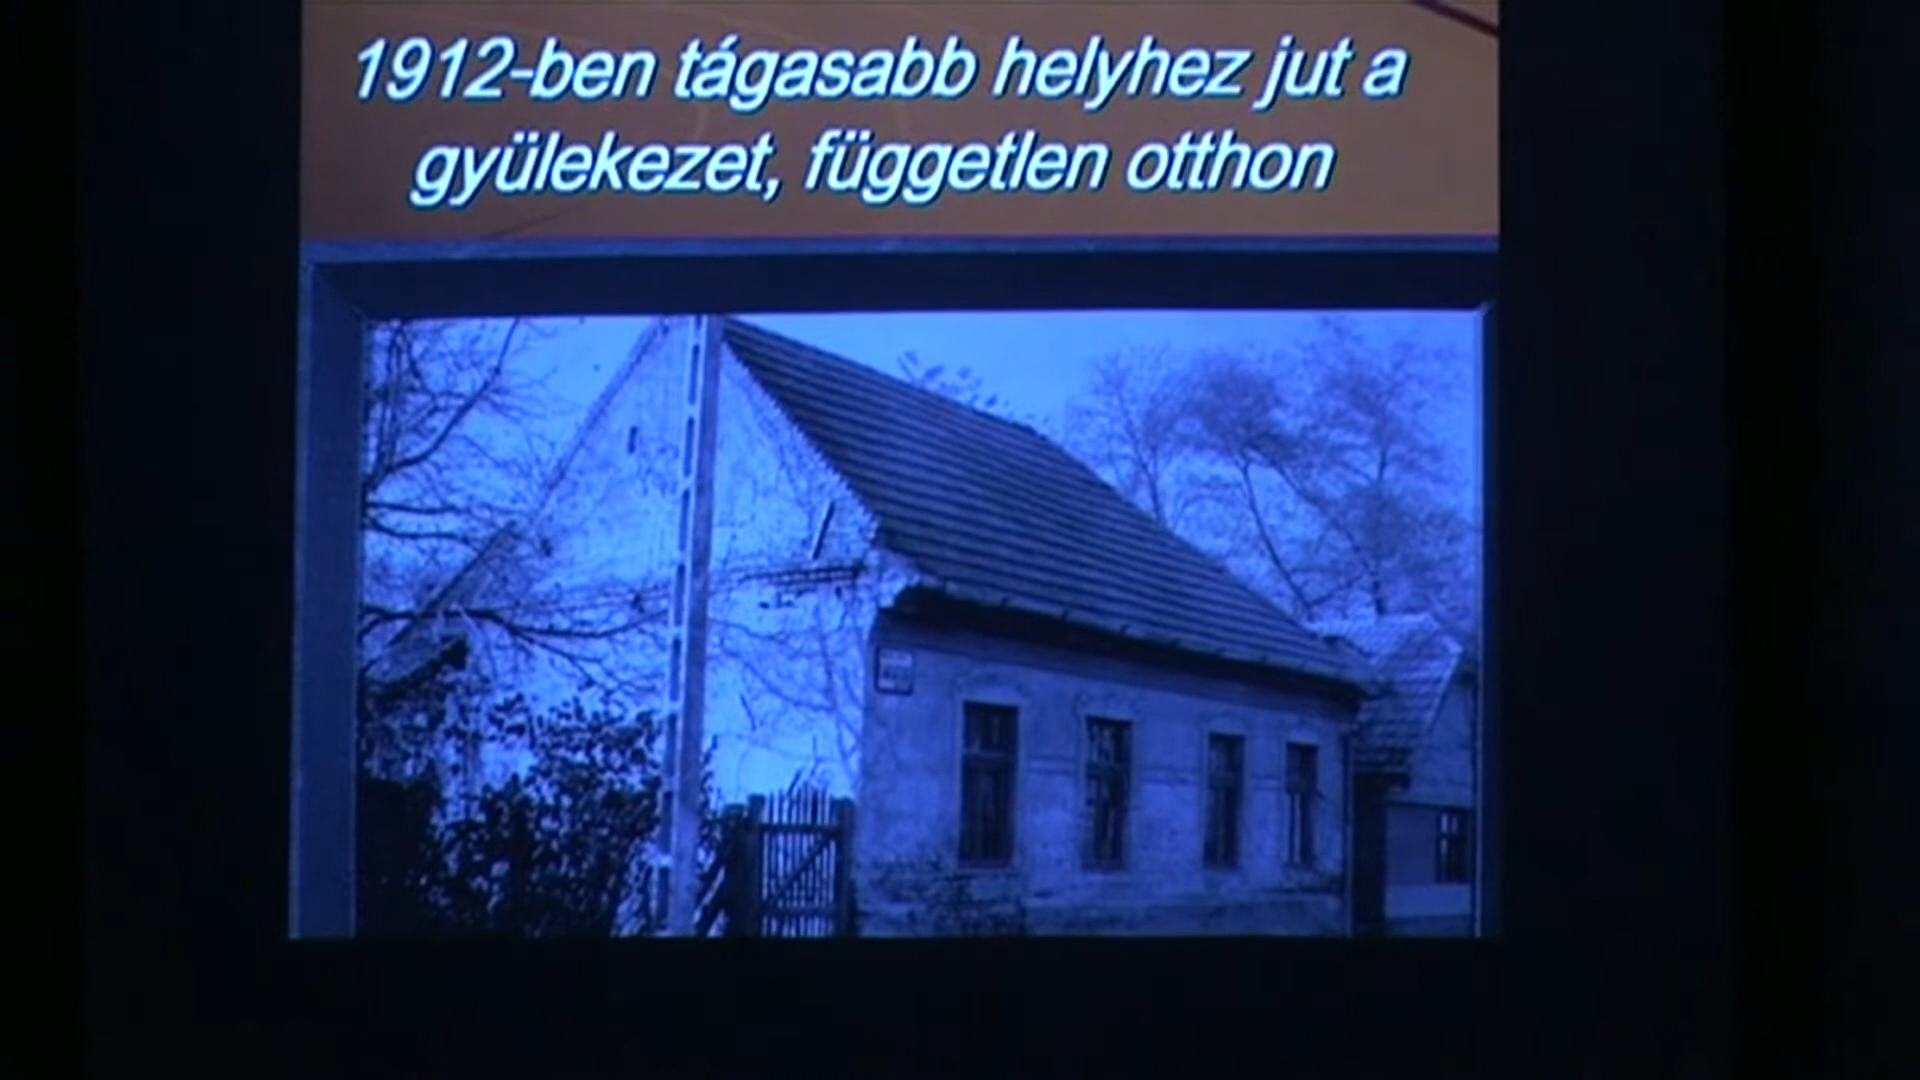 1912-ben tágasabb helyhez jut a
gyülekezet, független otthon